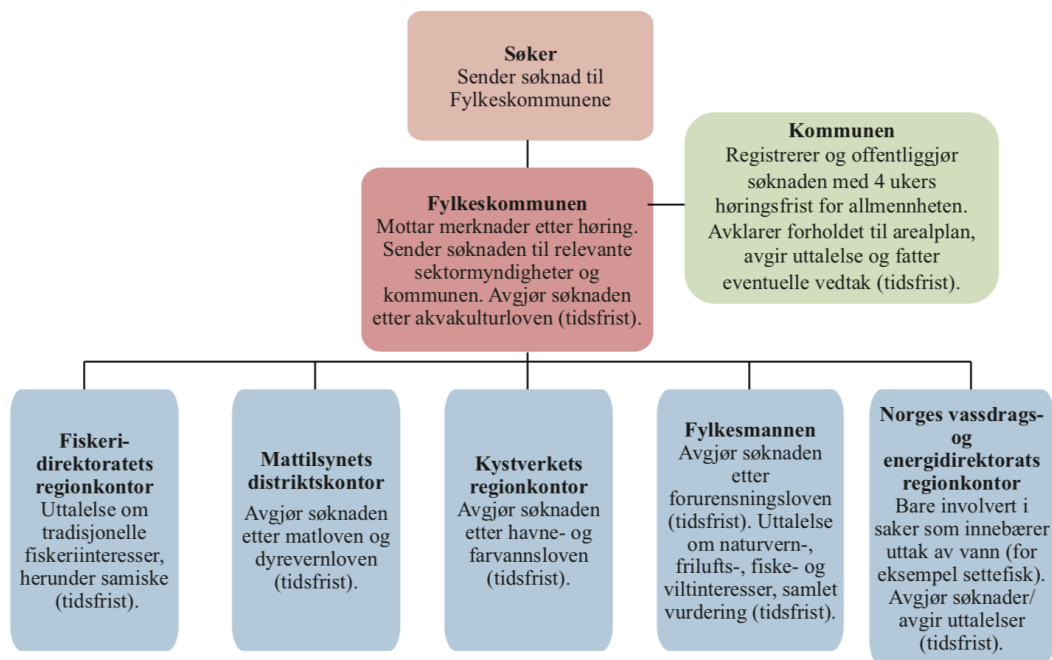 Søker
Sender søknad til
Fylkeskommunene
Kommunen
Registrerer og offentliggjør
søknaden med 4 ukers
høringsfrist for allmennheten.
Avklarer forholdet til arealplan,
avgir uttalelse og fatter
eventuelle vedtak (tidsfrist).
Fylkeskommunen
Mottar merknader etter høring.
Sender søknaden til relevante
sektormyndigheter og
kommunen. Avgjør søknaden
etter akvakulturloven (tidsfrist).
Fiskeri-
direktoratets
regionkontor
Uttalelse om
tradisjonelle
fiskeriinteresser,
herunder samiske
(tidsfrist).
Mattilsynets
distriktskontor
Avgjør søknaden
etter matloven og
dyrevernloven
(tidsfrist).
Kystverkets
regionkontor
Avgjør søknaden
etter havne- og
farvannsloven
(tidsfrist).
Fylkesmannen
Avgjør søknaden
etter
forurensningsloven
(tidsfrist). Uttalelse
om naturvern-,
frilufts-, fiske- og
viltinteresser, samlet
vurdering (tidsfrist).
Norges vassdrags-
og
energidirektorats
regionkontor
Bare involvert i
saker som innebærer
uttak av vann (for
eksempel settefisk).
Avgjør søknader/
avgir uttalelser
(tidsfrist).